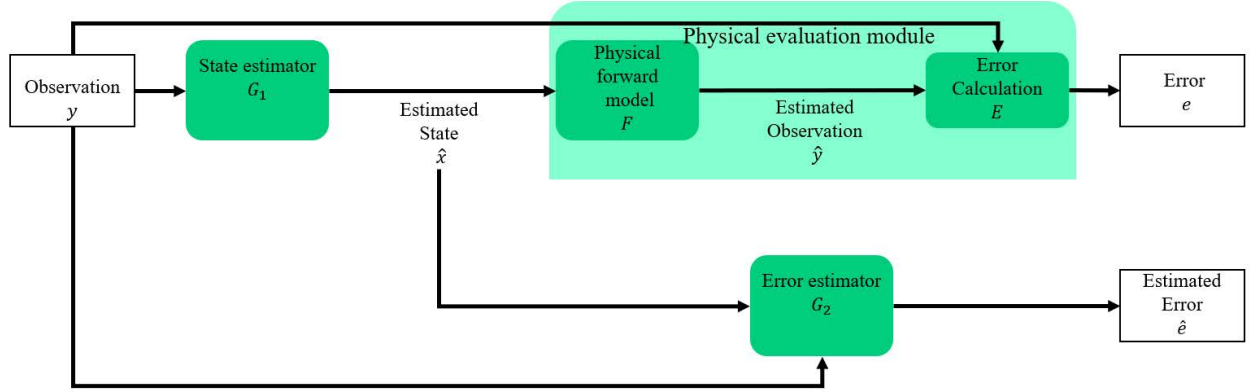 Physical evaluation module
Observation
y
State estimator
G₁
Estimated
State
x̂
Physical
forward
model
F
Estimated
Observation
ŷ
Error
Calculation
E
Error
e
Error estimator
G₂
Estimated
Error
ê